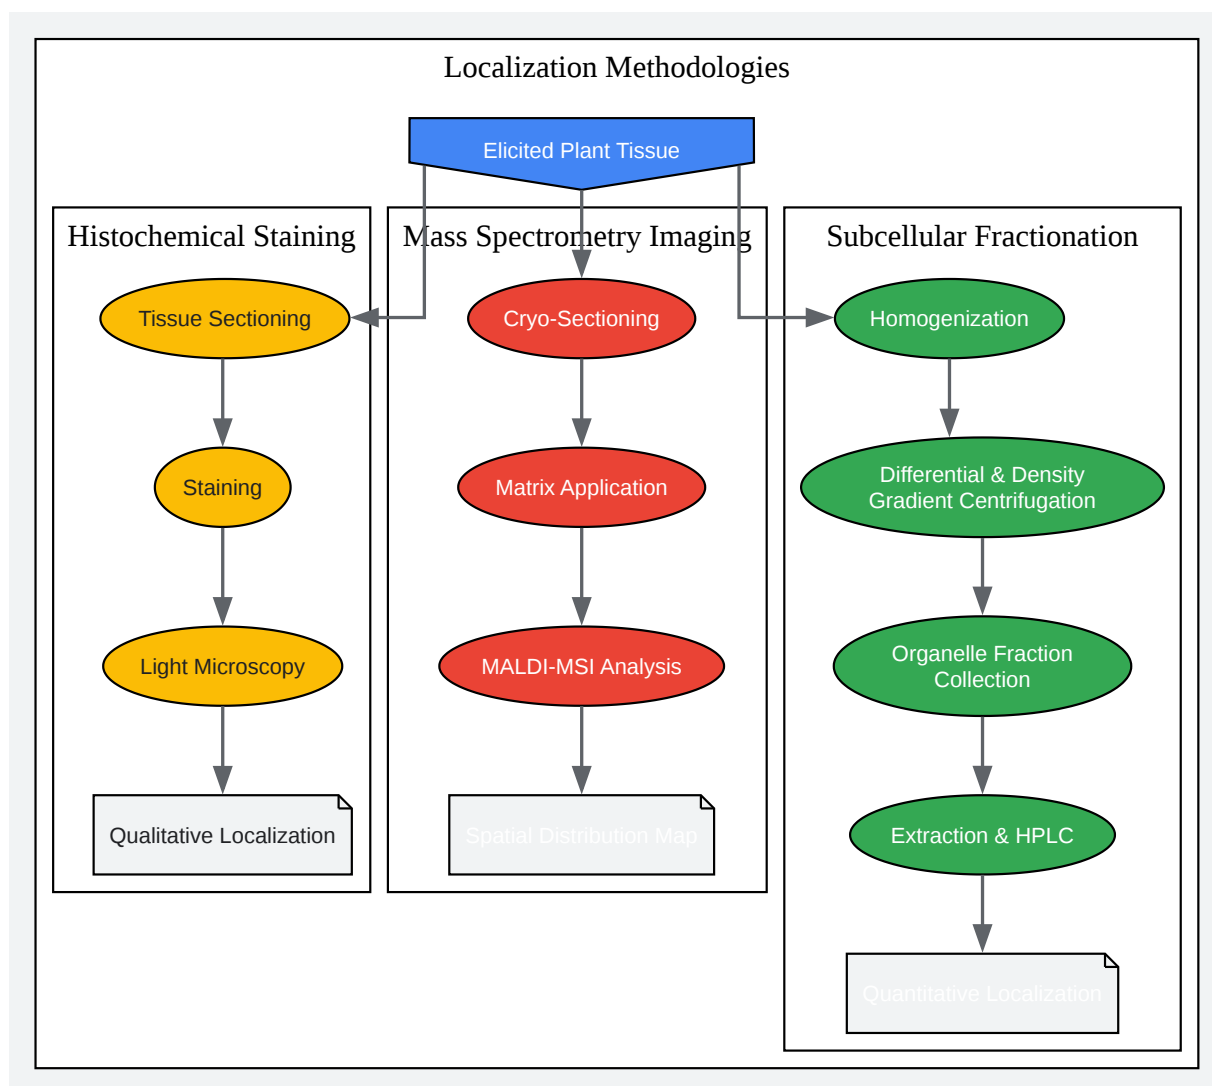 Localization Methodologies
Elicited Plant Tissue
Histochemical Staining
Tissue Sectioning
Staining
Light Microscopy
Qualitative Localization
Mass Spectrometry Imaging
Cryo-Sectioning
Matrix Application
MALDI-MSI Analysis
Spatial Distribution Map
Subcellular Fractionation
Homogenization
Differential & Density
Gradient Centrifugation
Organelle Fraction
Collection
Extraction & HPLC
Quantitative Localization